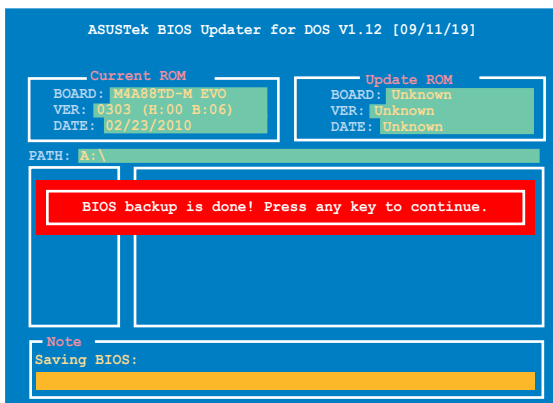 ASUSTek BIOS Updater for DOS V1.12 [09/11/19]
Current ROM
BOARD: M4A88TD-M EVO
VER: 0303 (H:00 B:06)
DATE: 02/23/2010
Update ROM
BOARD: Unknown
VER: Unknown
DATE: Unknown
PATH: A:\
BIOS backup is done! Press any key to continue.
Note
Saving BIOS: